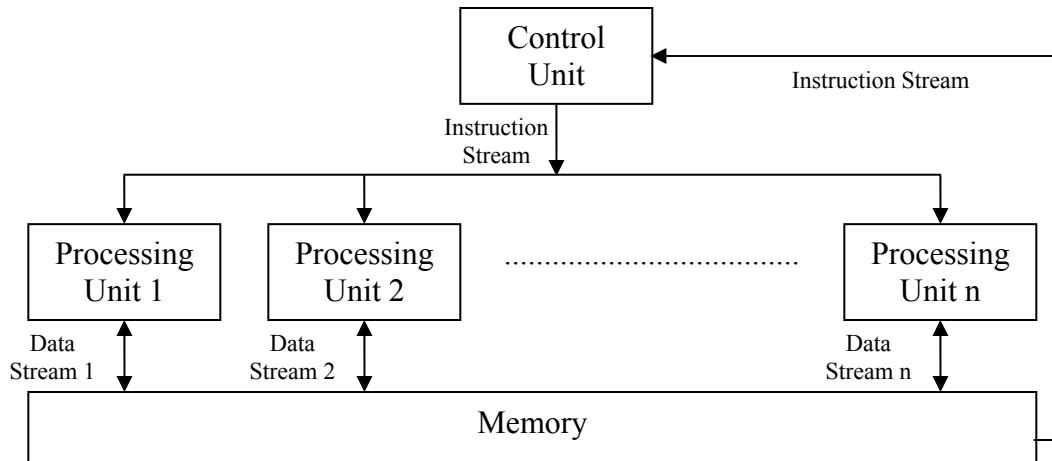 Control
Unit
Instruction Stream
Instruction
Stream
Processing
Unit 1
Processing
Unit 2
..........................................
Processing
Unit n
Data
Stream 1
Data
Stream 2
Data
Stream n
Memory